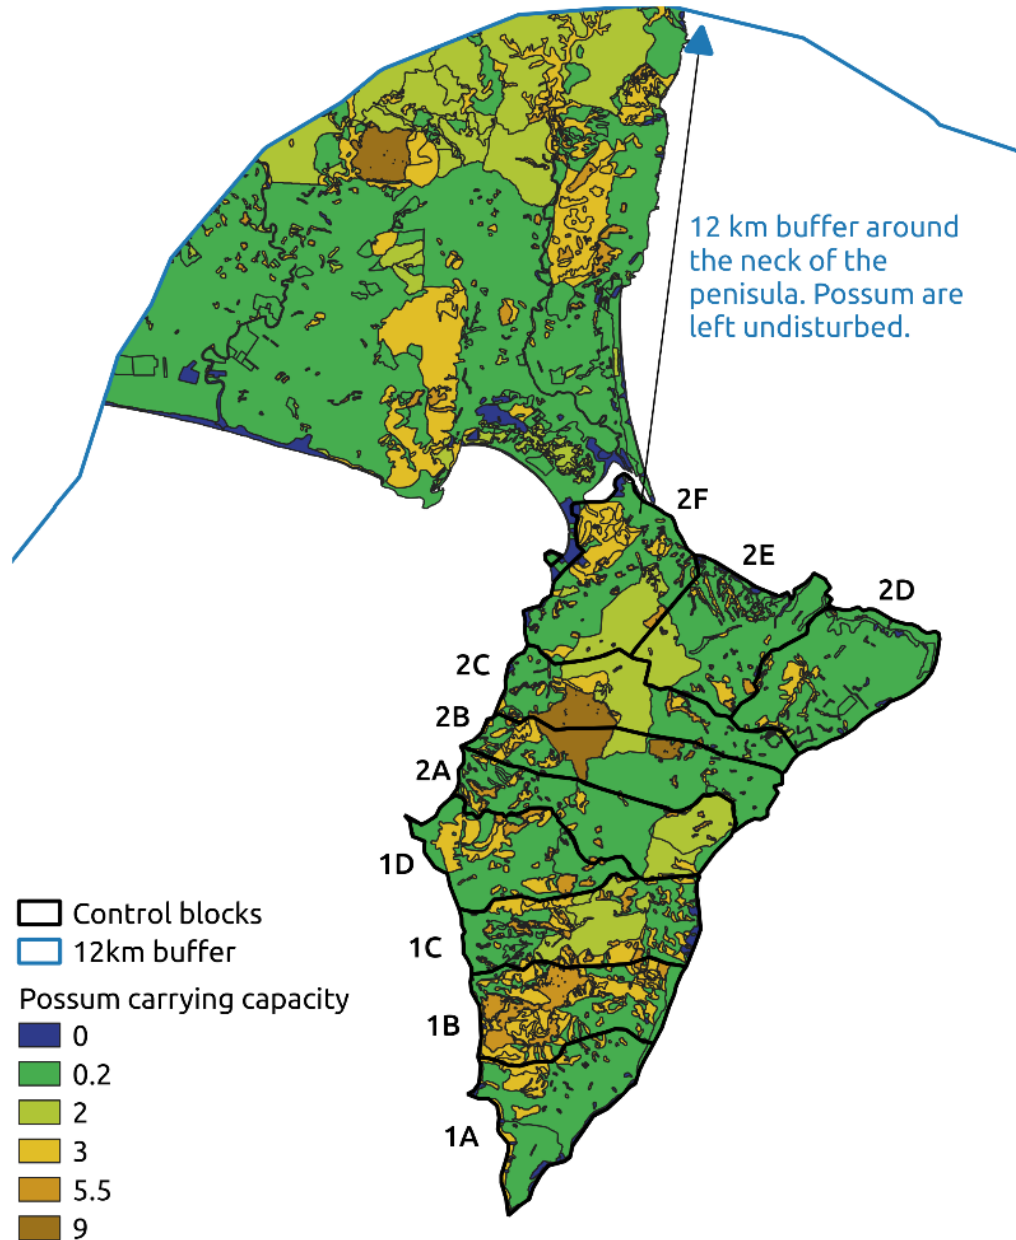 12 km buffer around
the neck of the
penisula. Possum are
left undisturbed.
2F
2E
2D
2C
2B
2A
1D
1C
1B
1A
Control blocks
12km buffer
Possum carrying capacity
0
0.2
2
3
5.5
9